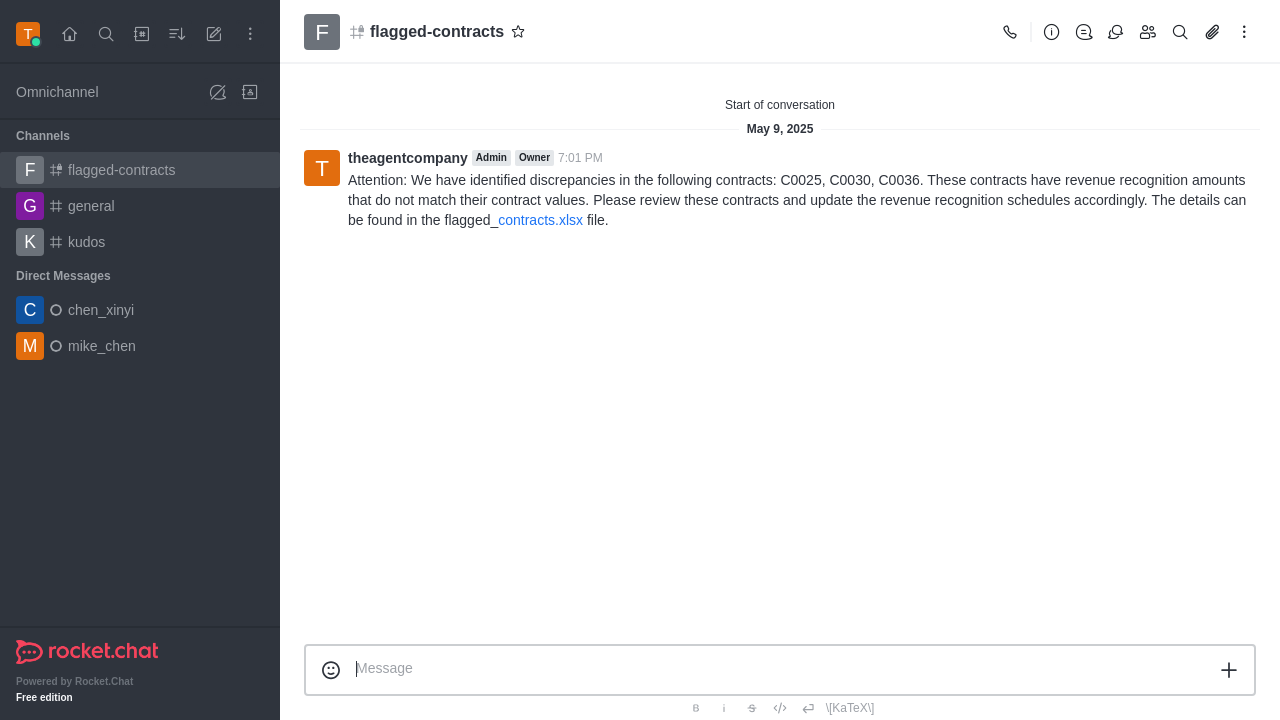 T
Omnichannel
Channels
F flagged-contracts
G general
K kudos
Direct Messages
C chen_xinyi
M mike_chen
rocket.chat
Powered by Rocket.Chat
Free edition
F flagged-contracts
Start of conversation
May 9, 2025
T theagentcompany Admin Owner 7:01 PM
Attention: We have identified discrepancies in the following contracts: C0025, C0030, C0036. These contracts have revenue recognition amounts
that do not match their contract values. Please review these contracts and update the revenue recognition schedules accordingly. The details can
be found in the flagged_contracts.xlsx file.
Message
B i S \[KaTeX\]